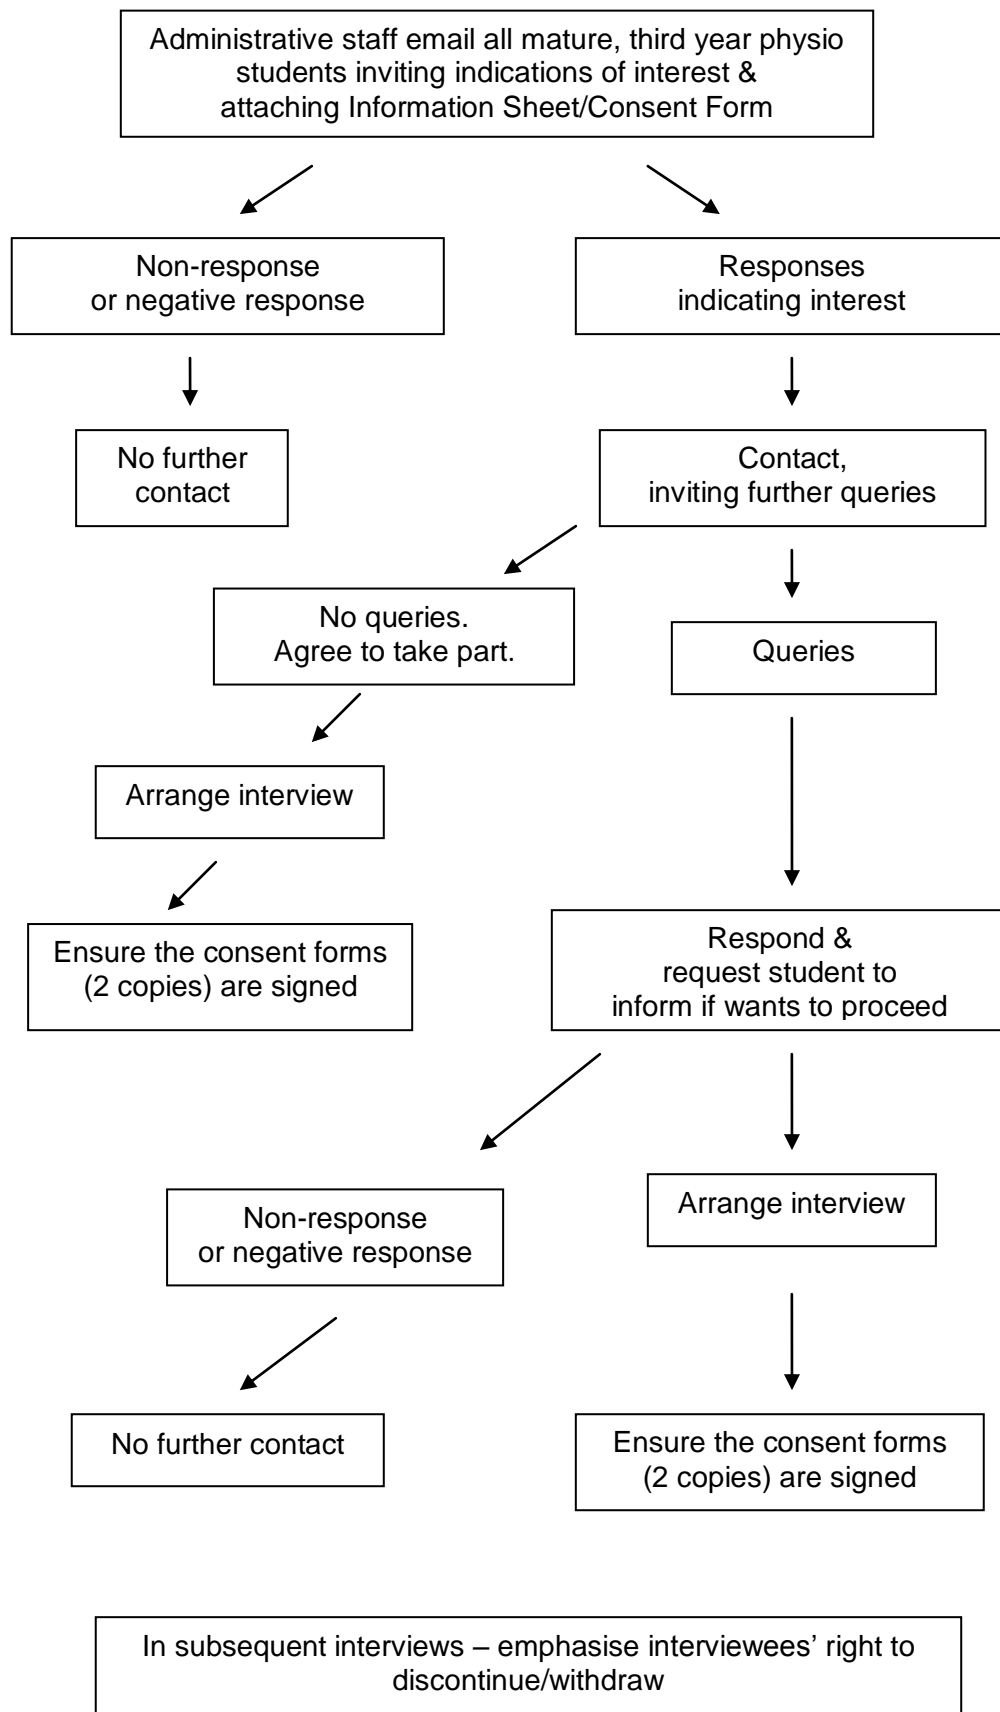 Administrative staff email all mature, third year physio
students inviting indications of interest &
attaching Information Sheet/Consent Form
Non-response
or negative response
Responses
indicating interest
No further
contact
Contact,
inviting further queries
No queries.
Agree to take part.
Queries
Arrange interview
Ensure the consent forms
(2 copies) are signed
Respond &
request student to
inform if wants to proceed
Non-response
or negative response
Arrange interview
No further contact
Ensure the consent forms
(2 copies) are signed
In subsequent interviews – emphasise interviewees’ right to
discontinue/withdraw